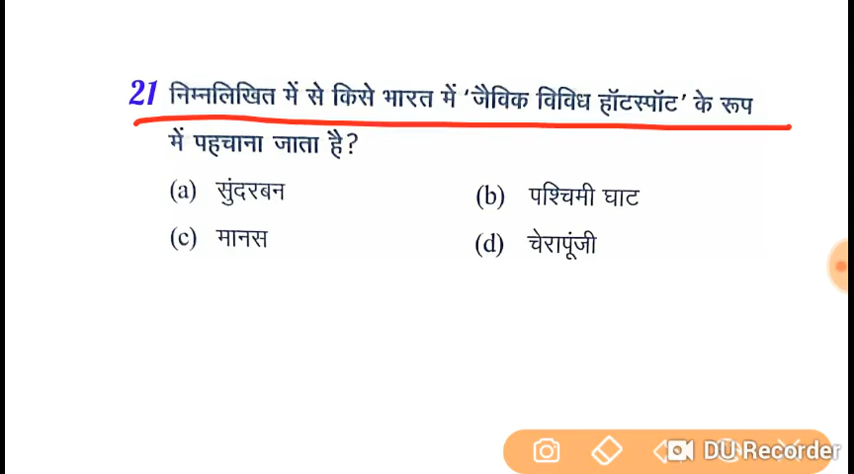 21 निम्नलिखित में से किसे भारत में 'जैविक विविध हॉटस्पॉट' के रूप
में पहचाना जाता है?
(a) सुंदरबन (b) पश्चिमी घाट
(c) मानस (d) चेरापूंजी
DU Recorder